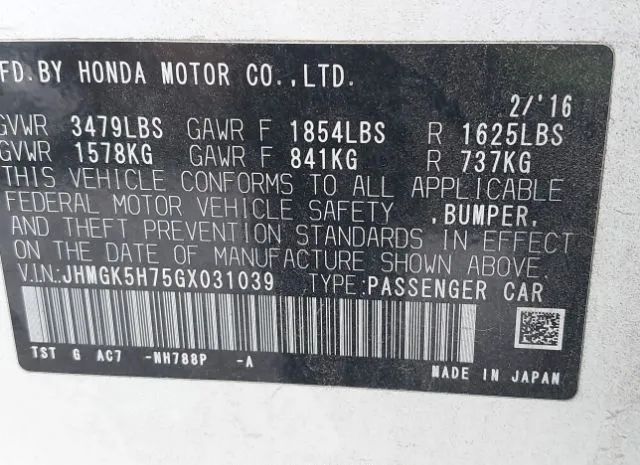 FD. BY HONDA MOTOR CO.,LTD.
2/'16
GVWR 3479LBS GAWR F 1854LBS R 1625LBS
GVWR 1578KG GAWR F 841KG R 737KG
THIS VEHICLE CONFORMS TO ALL APPLICABLE
FEDERAL MOTOR VEHICLE SAFETY ,BUMPER,
AND THEFT PREVENTION STANDARDS IN EFFECT
ON THE DATE OF MANUFACTURE SHOWN ABOVE.
V.I.N.:JHMGK5H75GX031039 TYPE:PASSENGER CAR
TST G AC7 -NH788P -A
MADE IN JAPAN